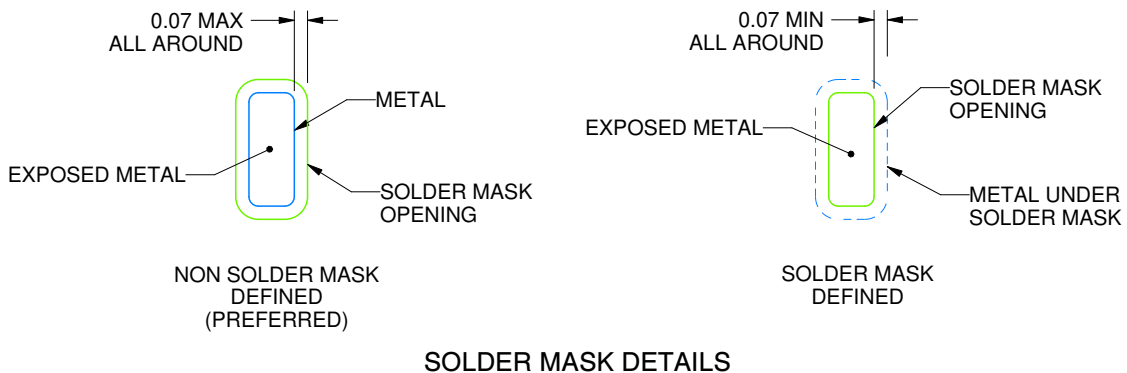 0.07 MAX
ALL AROUND
METAL
EXPOSED METAL
SOLDER MASK
OPENING
NON SOLDER MASK
DEFINED
(PREFERRED)
0.07 MIN
ALL AROUND
SOLDER MASK
OPENING
EXPOSED METAL
METAL UNDER
SOLDER MASK
SOLDER MASK
DEFINED
SOLDER MASK DETAILS